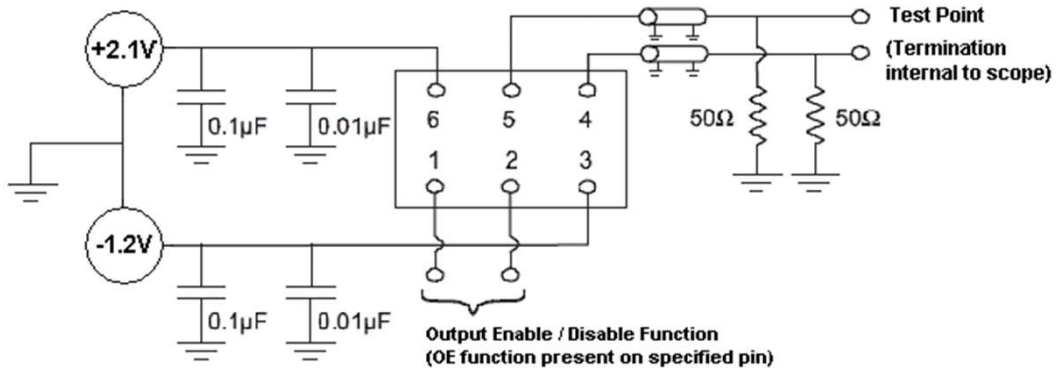 +2.1V
0.1µF
0.01µF
6 5 4
1 2 3
Test Point
(Termination
internal to scope)
50Ω
50Ω
-1.2V
0.1µF
0.01µF
Output Enable / Disable Function
(OE function present on specified pin)